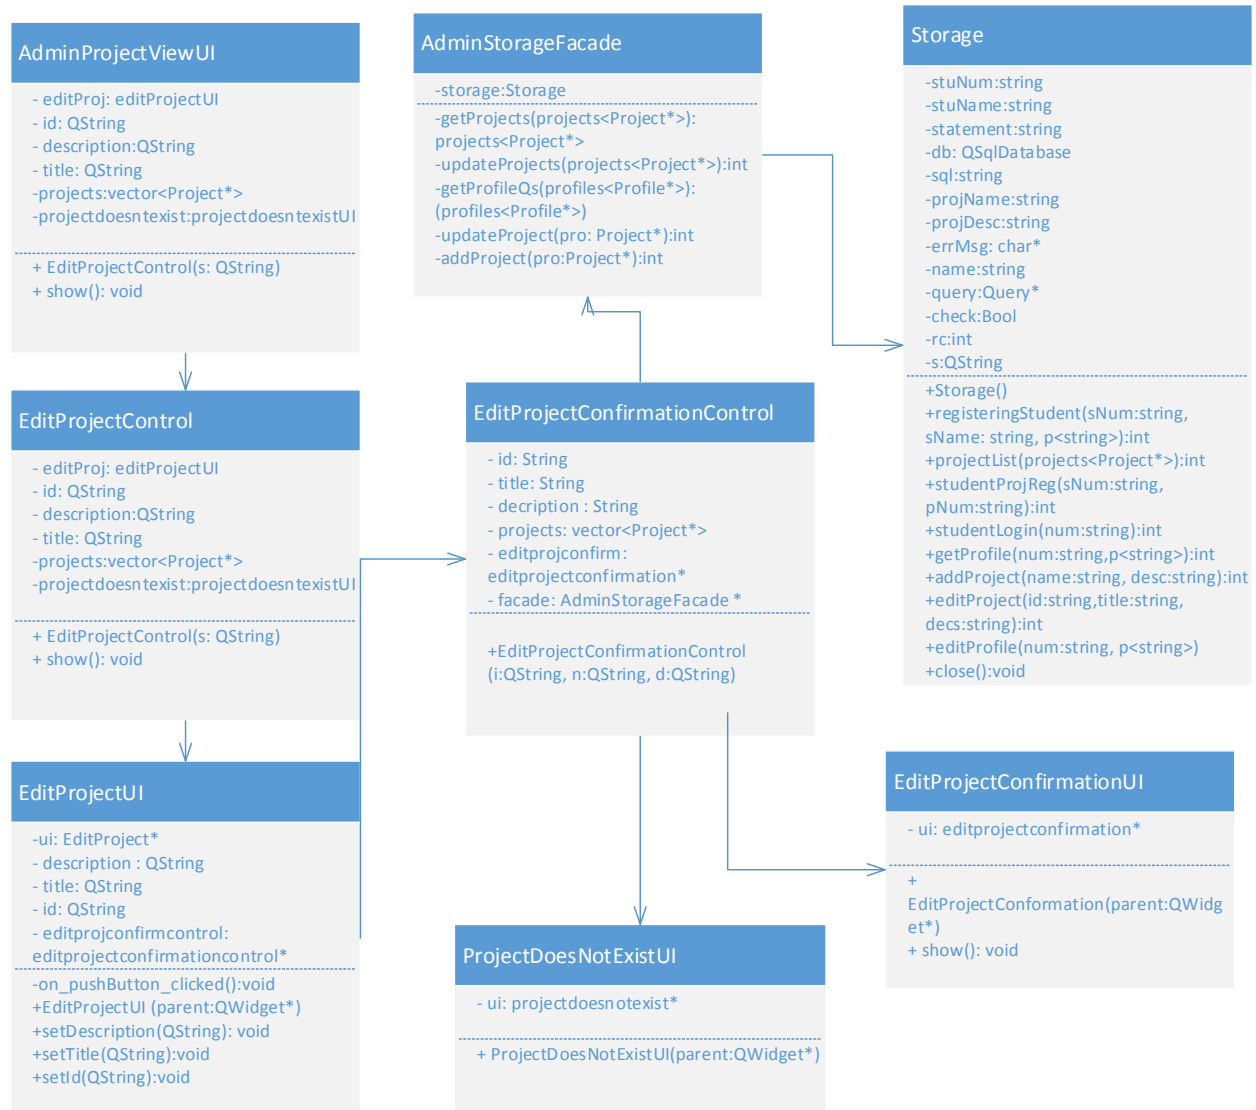 AdminProjectViewUI
- editProj: editProjectUI
- id: QString
- description:QString
- title: QString
-projects:vector<Project*>
-projectdoesntexist:projectdoesntexistUI
+ EditProjectControl(s: QString)
+ show(): void
AdminStorageFacade
-storage:Storage
-getProjects(projects<Project*>):
projects<Project*>
-updateProjects(projects<Project*>):int
-getProfileQs(profiles<Profile*>):
(profiles<Profile*>)
-updateProject(pro: Project*):int
-addProject(pro:Project*):int
Storage
-stuNum:string
-stuName:string
-statement:string
-db: QSqlDatabase
-sql:string
-projName:string
-projDesc:string
-errMsg: char*
-name:string
-query:Query*
-check:Bool
-rc:int
-s:QString
+Storage()
+registeringStudent(sNum:string,
sName: string, p<string>):int
+projectList(projects<Project*>):int
+studentProjReg(sNum:string,
pNum:string):int
+studentLogin(num:string):int
+getProfile(num:string,p<string>):int
+addProject(name:string, desc:string):int
+editProject(id:string,title:string,
decs:string):int
+editProfile(num:string, p<string>)
+close():void
EditProjectControl
- editProj: editProjectUI
- id: QString
- description:QString
- title: QString
-projects:vector<Project*>
-projectdoesntexist:projectdoesntexistUI
+ EditProjectControl(s: QString)
+ show(): void
EditProjectConfirmationControl
- id: String
- title: String
- decription : String
- projects: vector<Project*>
- editprojconfirm:
editprojectconfirmation*
- facade: AdminStorageFacade *
+EditProjectConfirmationControl
(i:QString, n:QString, d:QString)
EditProjectUI
-ui: EditProject*
- description : QString
- title: QString
- id: QString
- editprojconfirmcontrol:
editprojectconfirmationcontrol*
-on_pushButton_clicked():void
+EditProjectUI (parent:QWidget*)
+setDescription(QString): void
+setTitle(QString):void
+setId(QString):void
ProjectDoesNotExistUI
- ui: projectdoesnotexist*
+ ProjectDoesNotExistUI(parent:QWidget*)
EditProjectConfirmationUI
- ui: editprojectconfirmation*
+
EditProjectConformation(parent:QWidg
et*)
+ show(): void